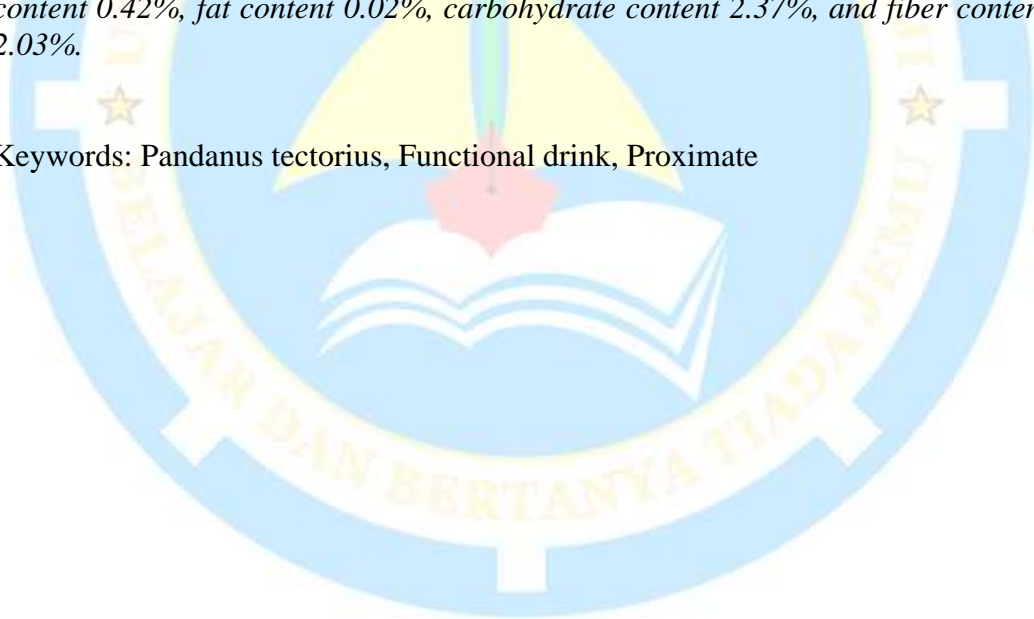 content 0.42%, fat content 0.02%, carbohydrate content 2.37%, and fiber conten
2.03%.
Keywords: Pandanus tectorius, Functional drink, Proximate
BELAJAR DAN BERTANYA TIADA JEMU